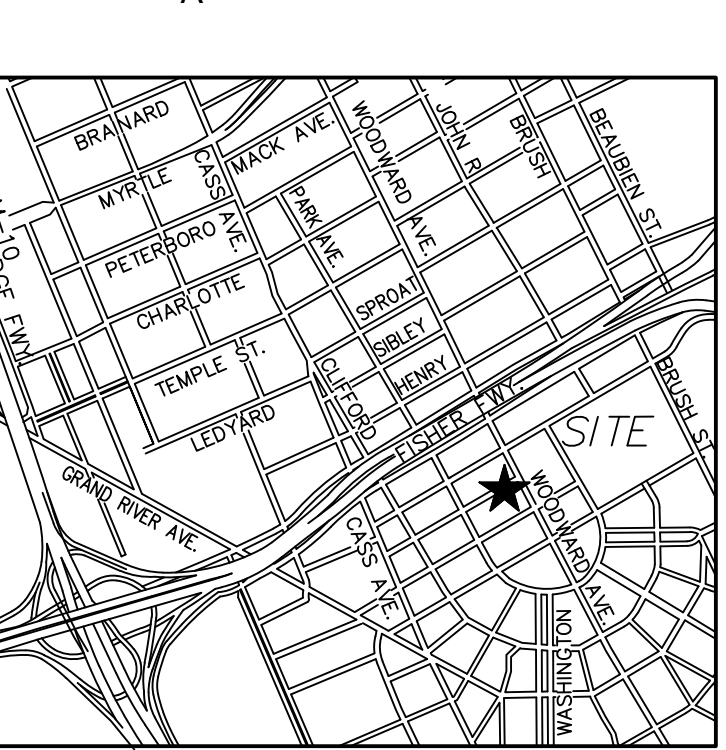 BRAINARD
MACK AVE.
WOODWARD AVE.
JOHN R
BRUSH
BEAUBIEN ST.
MYRTLE
CASS AVE.
PARK AVE.
PETERBORO
CHARLOTTE
SPROAT
SIBLEY
HENRY
TEMPLE ST.
CLIFFORD
LEDYARD
FISHER FWY.
SITE
BRUSH ST.
GRAND RIVER AVE.
CASS AVE.
WOODWARD AVE.
WASHINGTON